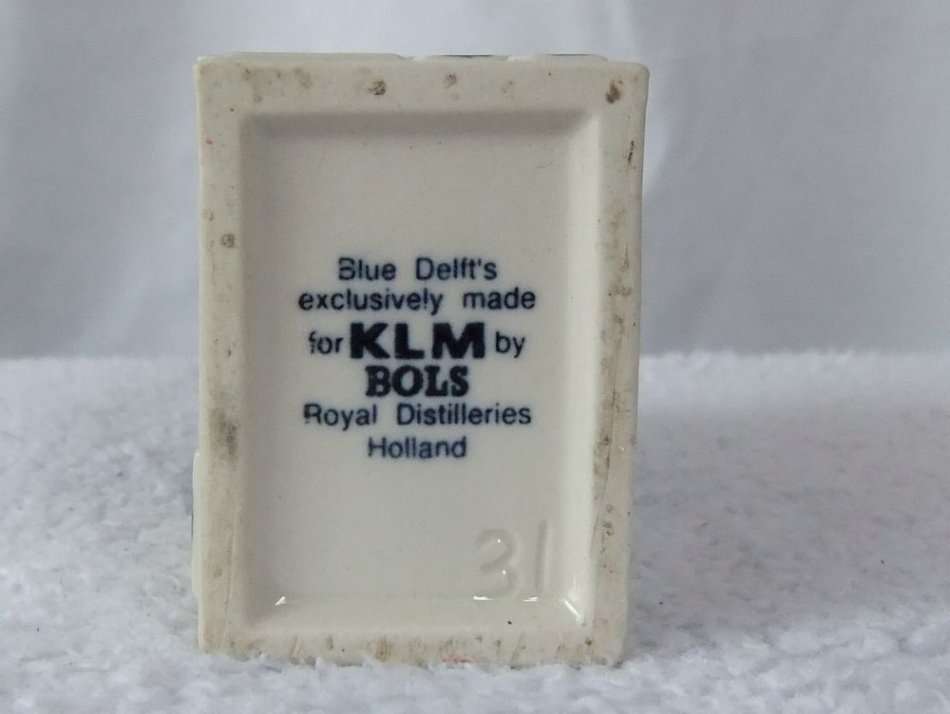 Blue Delft's
exclusively made
for KLM by
BOLS
Royal Distilleries
Holland
31